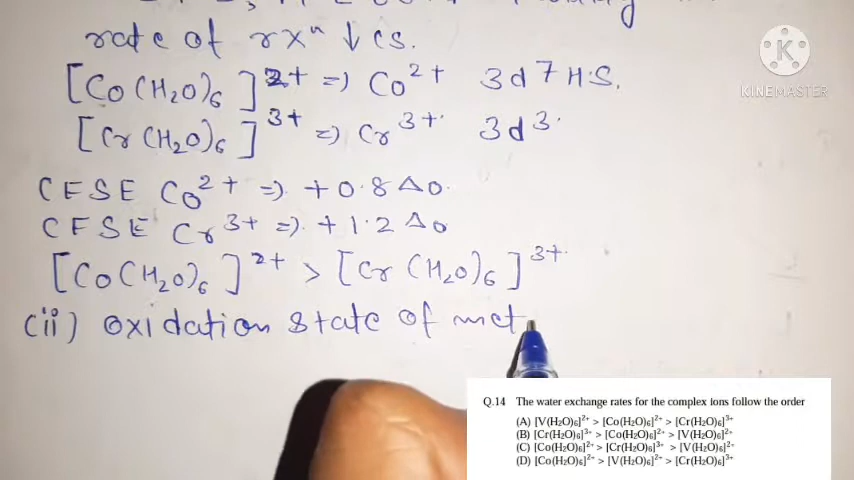 rate of rxⁿ ↓ es.
[Co(H₂O)₆]²⁺ ⇒ Co²⁺ 3d⁷ H.S.
[Cr(H₂O)₆]³⁺ ⇒ Cr³⁺ 3d³
CFSE Co²⁺ ⇒ +0.8 Δo
CFSE Cr³⁺ ⇒ +1.2 Δo
[Co(H₂O)₆]²⁺ > [Cr(H₂O)₆]³⁺
(ii) oxidation state of met
KINEMASTER
Q.14 The water exchange rates for the complex ions follow the order
(A) [V(H₂O)₆]²⁺ > [Co(H₂O)₆]²⁺ > [Cr(H₂O)₆]³⁺
(B) [Cr(H₂O)₆]³⁺ > [Co(H₂O)₆]²⁺ > [V(H₂O)₆]²⁺
(C) [Co(H₂O)₆]²⁺ > [Cr(H₂O)₆]³⁺ > [V(H₂O)₆]²⁺
(D) [Co(H₂O)₆]²⁺ > [V(H₂O)₆]²⁺ > [Cr(H₂O)₆]³⁺